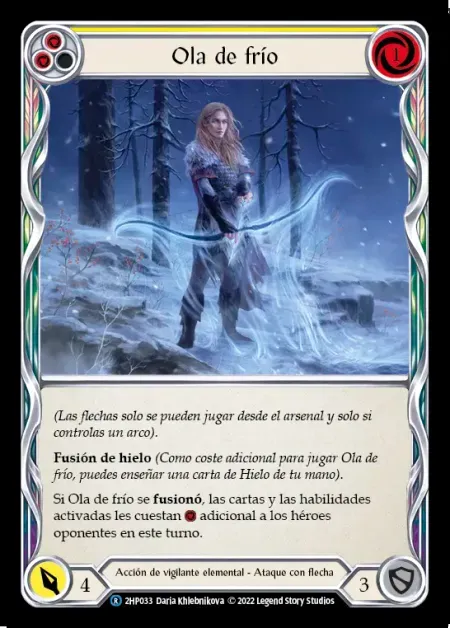 1
Ola de frío
(Las flechas solo se pueden jugar desde el arsenal y solo si
controlas un arco).
Fusión de hielo (Como coste adicional para jugar Ola de
frío, puedes enseñar una carta de Hielo de tu mano).
Si Ola de frío se fusionó, las cartas y las habilidades
activadas les cuestan adicional a los héroes
oponentes en este turno.
4
Acción de vigilante elemental - Ataque con flecha
3
R 2HP033 Daria Khlebnikova © 2022 Legend Story Studios